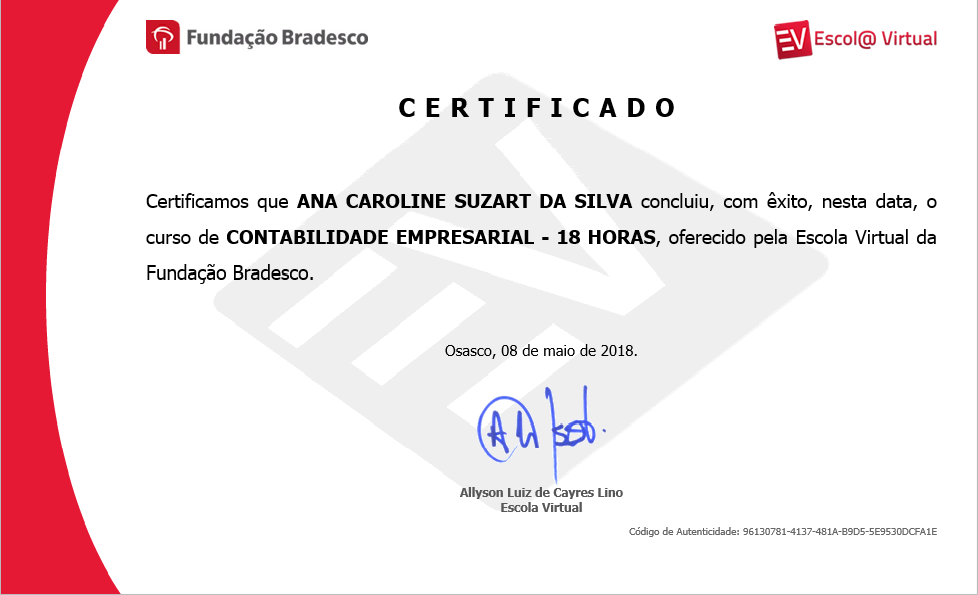 Fundação Bradesco
EV Escol@ Virtual
CERTIFICADO
Certificamos que ANA CAROLINE SUZART DA SILVA concluiu, com êxito, nesta data, o
curso de CONTABILIDADE EMPRESARIAL - 18 HORAS, oferecido pela Escola Virtual da
Fundação Bradesco.
Osasco, 08 de maio de 2018.
Allyson Luiz de Cayres Lino
Escola Virtual
Código de Autenticidade: 96130781-4137-481A-B9D5-5E9530DCFA1E